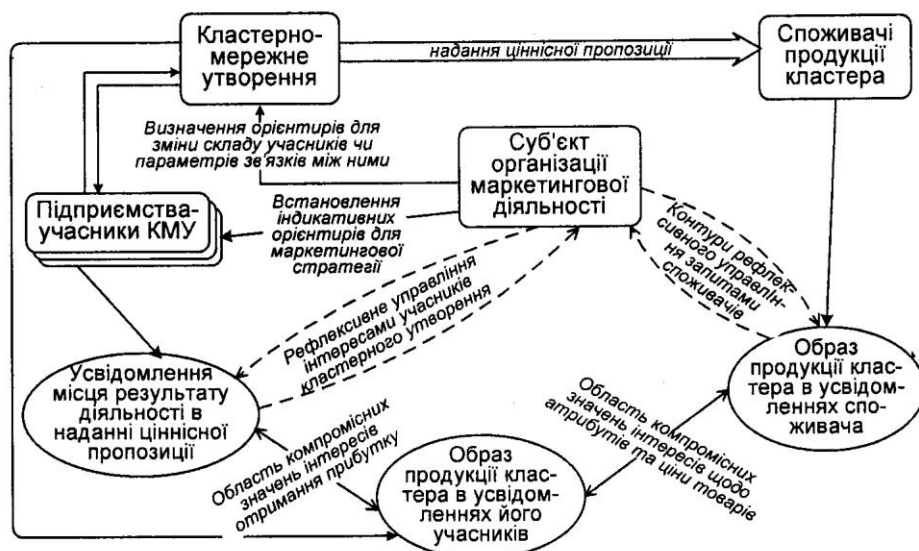 Кластерно-
мережне
утворення
надання ціннісної пропозиції
Споживачі
продукції
кластера
Визначення орієнтирів для
зміни складу учасників чи
параметрів зв'язків між ними
Суб'єкт
організації
маркетингової
діяльності
Підприємства-
учасники КМУ
Встановлення
індикативних
орієнтирів для
маркетингової
стратегії
Контури рефлек-
сивного управлін-
ня запитами
споживачів
Рефлексивне управління
інтересами учасників
кластерного утворення
Усвідомлення
місця результату
діяльності в
наданні ціннісної
пропозиції
Образ
продукції клас-
тера в усвідом-
леннях спо-
живача
Область компромісних
значень інтересів
отримання прибутку
Область компромісних
значень інтересів щодо
атрибутів та ціни товарів
Образ
продукції клас-
тера в усвідом-
леннях його
учасників